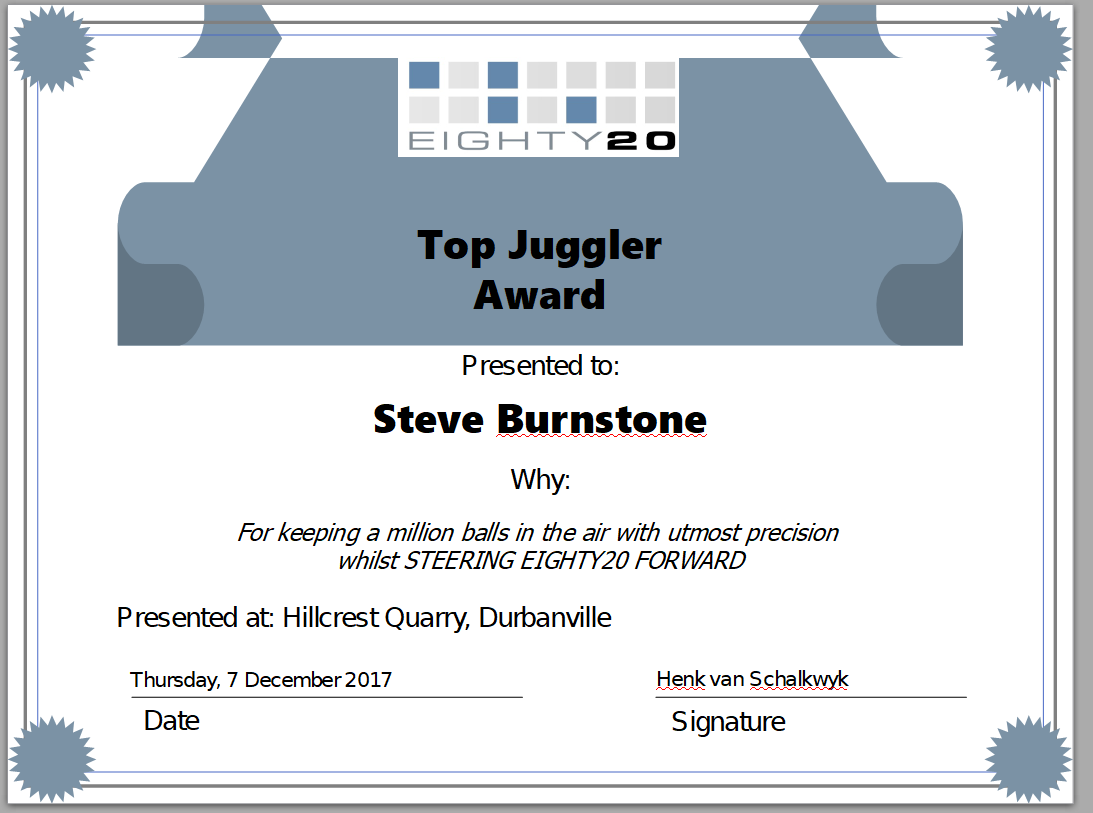 EIGHTY20
Top Juggler
Award
Presented to:
Steve Burnstone
Why:
For keeping a million balls in the air with utmost precision
whilst STEERING EIGHTY20 FORWARD
Presented at: Hillcrest Quarry, Durbanville
Thursday, 7 December 2017
Henk van Schalkwyk
Date
Signature